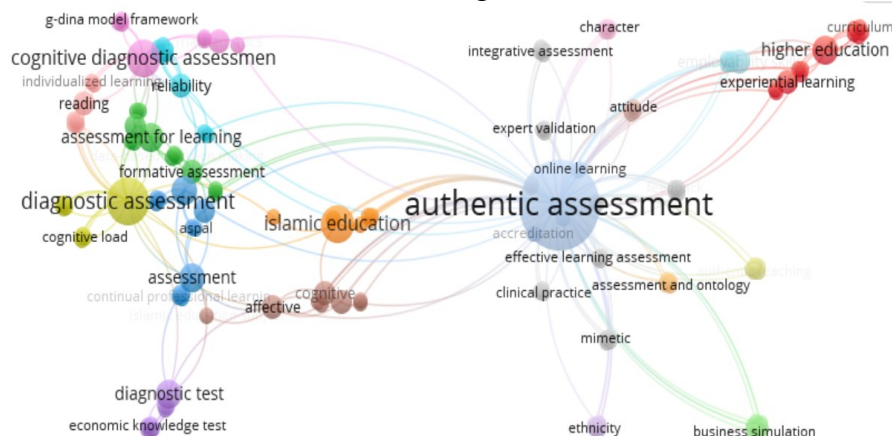 g-dina model framework
character
curriculum
cognitive diagnostic assessmen
integrative assessment
higher education
individualized learning
reliability
experiential learning
reading
attitude
assessment for learning
expert validation
formative assessment
online learning
diagnostic assessment
authentic assessment
islamic education
aspal
cognitive load
accreditation
effective learning assessment
assessment
assessment and ontology
continual professional learnin
cognitive
clinical practice
affective
mimetic
diagnostic test
economic knowledge test
ethnicity
business simulation